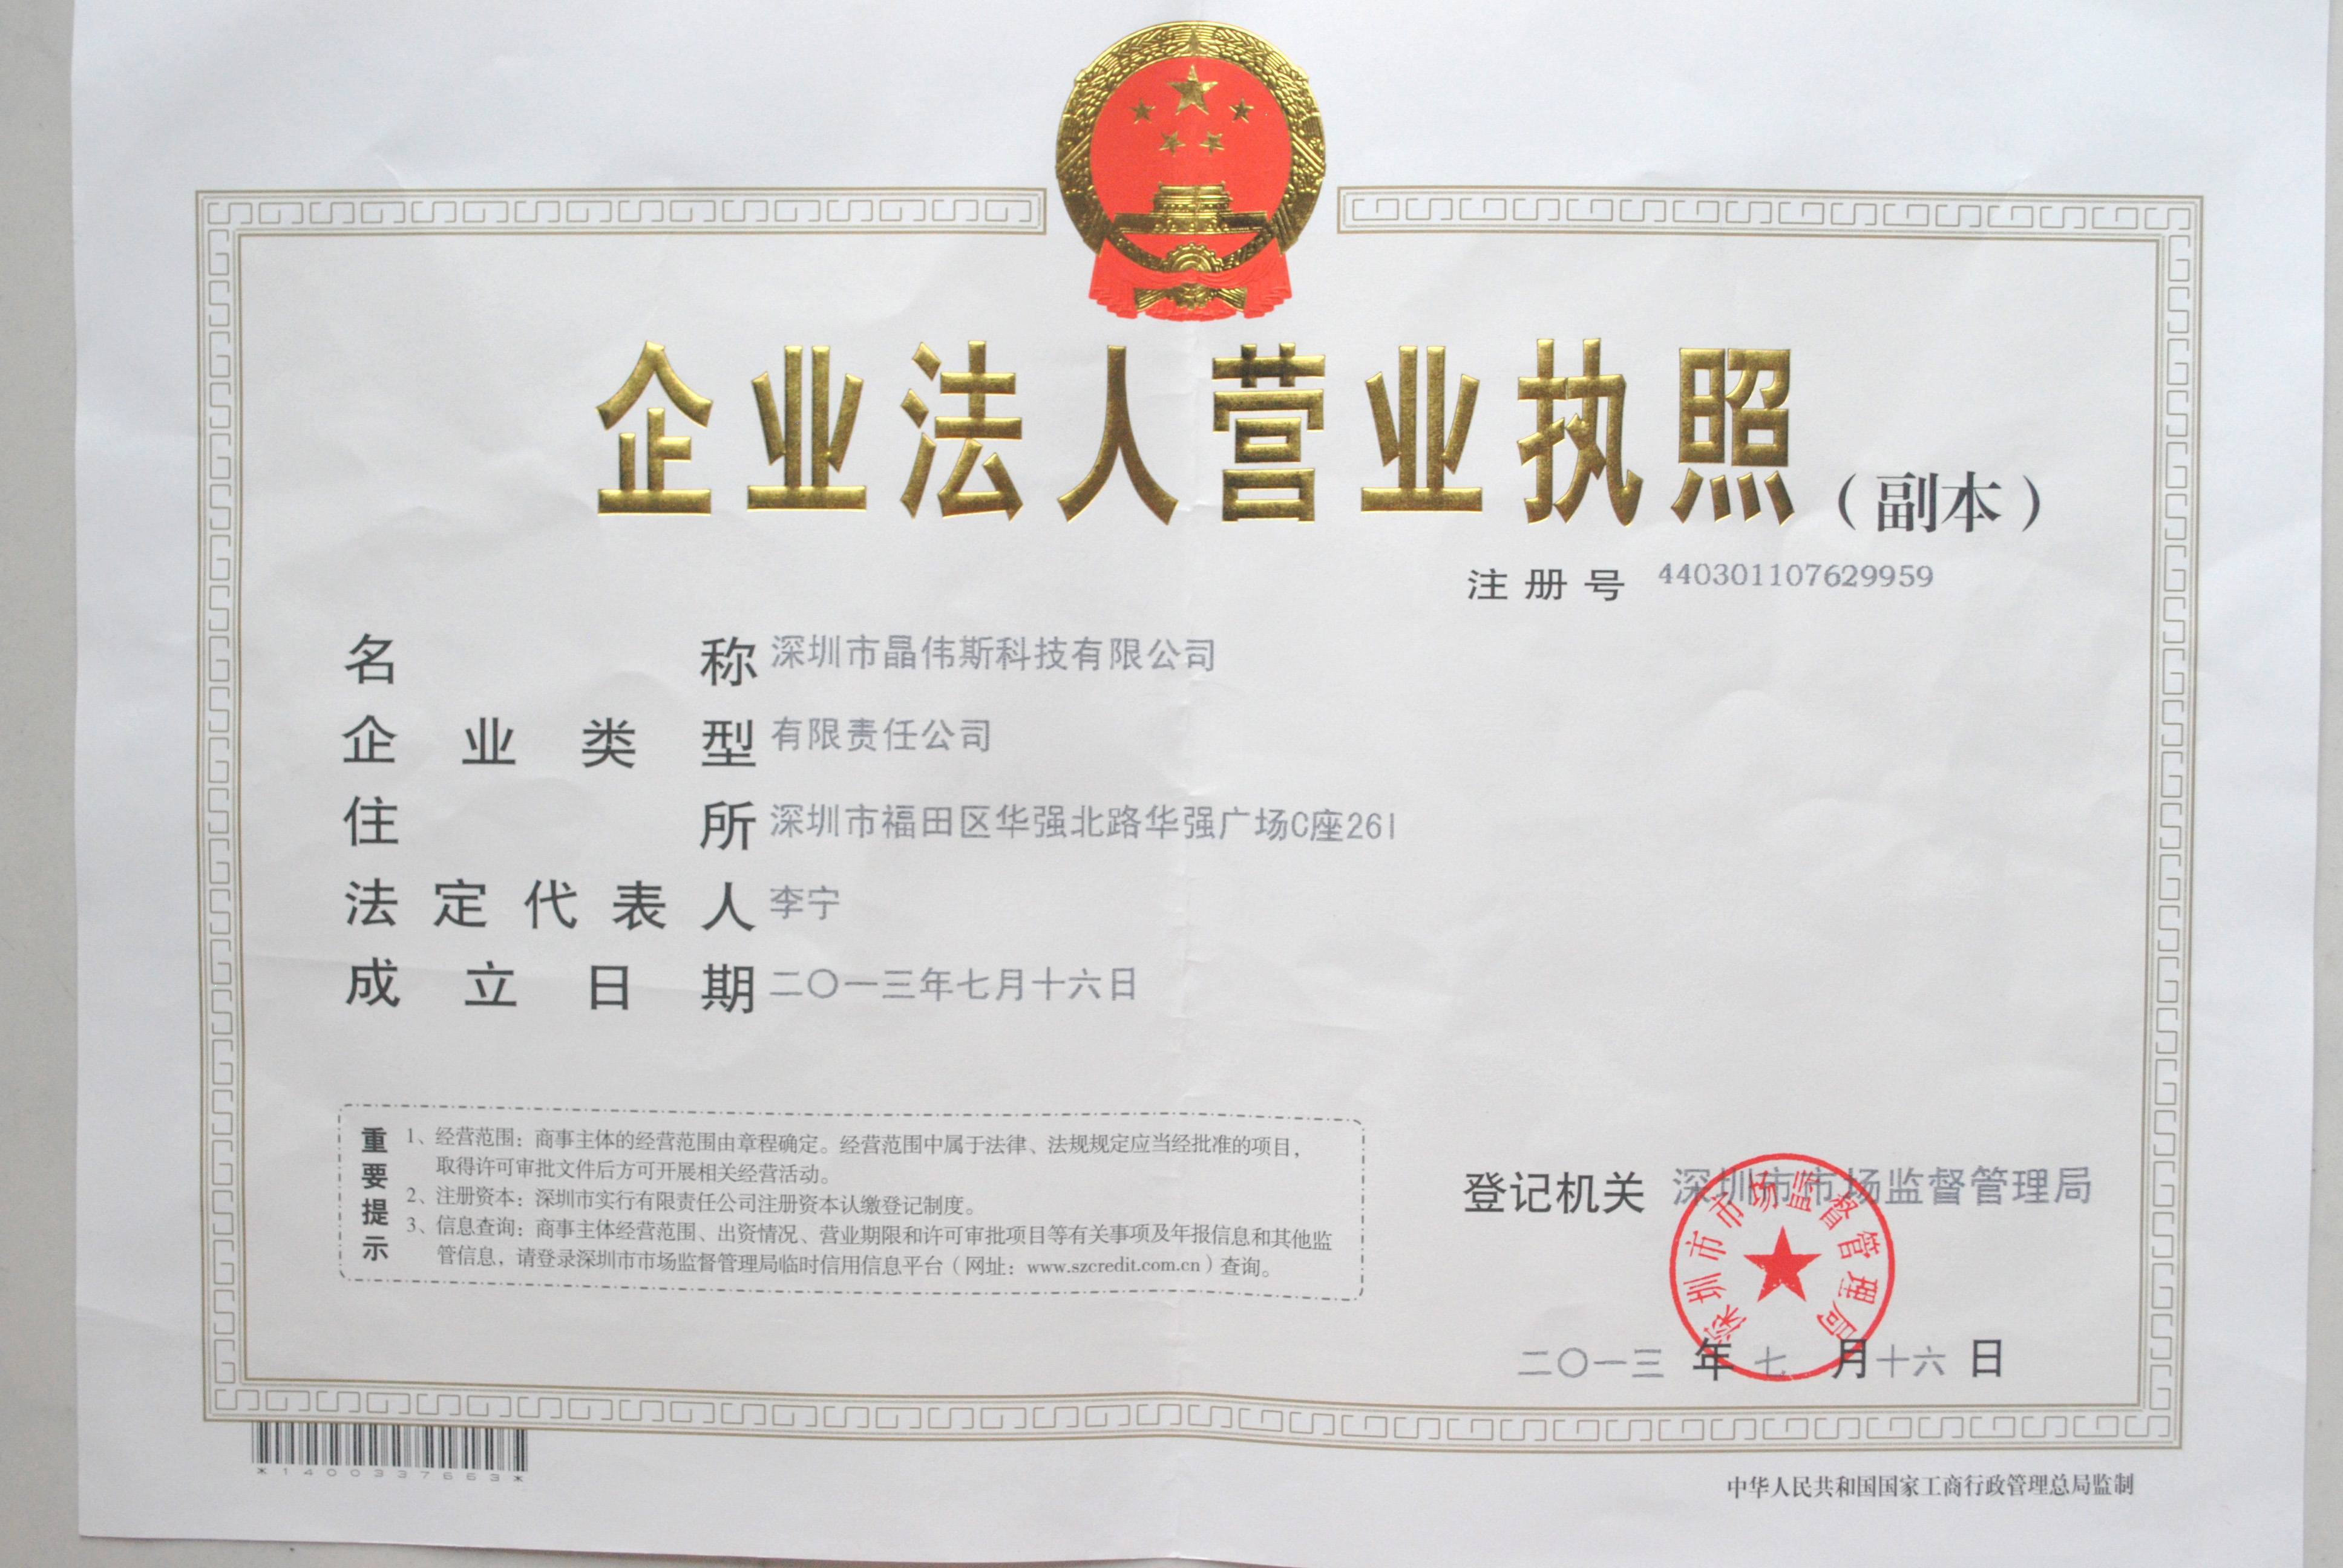 企业法人营业执照（副本）
注册号 440301107629959
名称 深圳市晶伟斯科技有限公司
企业类型 有限责任公司
住所 深圳市福田区华强北路华强广场C座26I
法定代表人 李宁
成立日期 二〇一三年七月十六日
重要提示
1、经营范围：商事主体的经营范围由章程确定。经营范围中属于法律、法规规定应当经批准的项目，
取得许可审批文件后方可开展相关经营活动。
2、注册资本：深圳市实行有限责任公司注册资本认缴登记制度。
3、信息查询：商事主体经营范围、出资情况、营业期限和许可审批项目等有关事项及年报信息和其他监
管信息，请登录深圳市市场监督管理局临时信用信息平台（网址：www.szcredit.com.cn）查询。
登记机关 深圳市市场监督管理局
深圳市市场监督管理局
二〇一三年七月十六日
*1400337663*
中华人民共和国国家工商行政管理总局监制